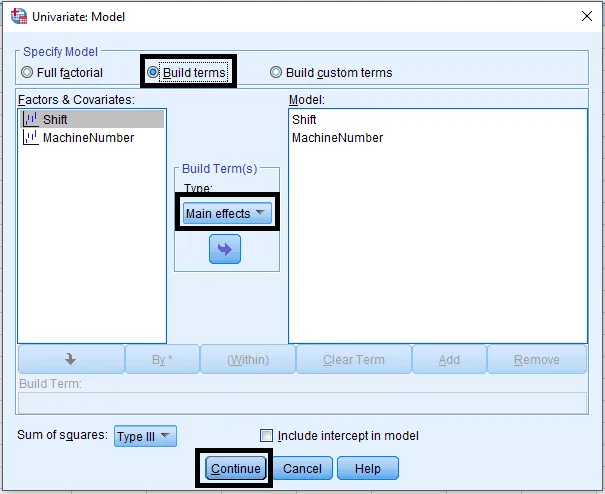 Univariate: Model
Specify Model
Full factorial
Build terms
Build custom terms
Factors & Covariates:
Model:
Shift
Shift
MachineNumber
MachineNumber
Build Term(s)
Type:
Main effects
By *
(Within)
Clear Term
Add
Remove
Build Term:
Sum of squares:
Type III
Include intercept in model
Continue
Cancel
Help